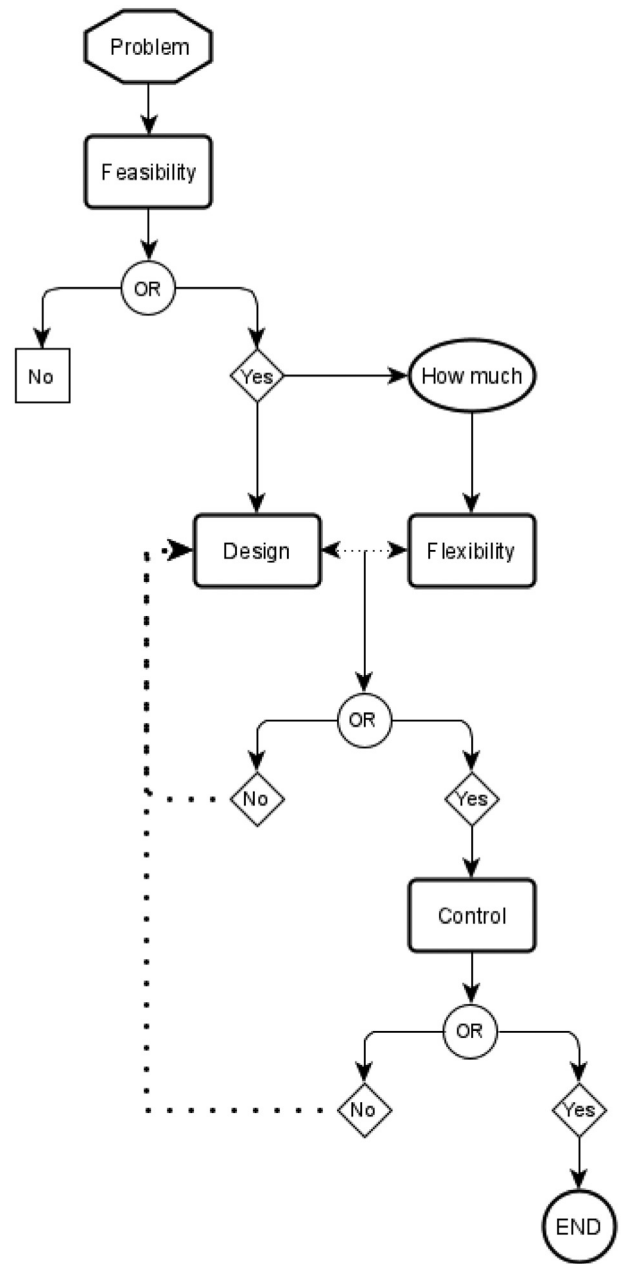 Problem
Feasibility
OR
No
Yes
How much
Design
Flexibility
OR
No
Yes
Control
OR
No
Yes
END